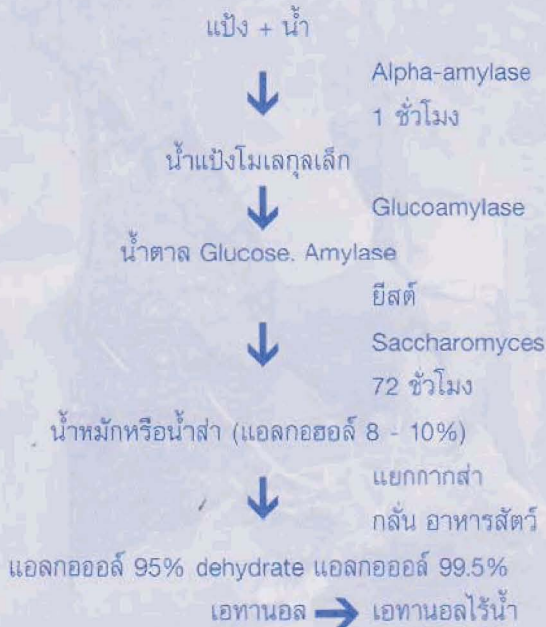 แป้ง + น้ำ
Alpha-amylase
1 ชั่วโมง
น้ำแป้งโมเลกุลเล็ก
Glucoamylase
น้ำตาล Glucose. Amylase
ยีสต์
Saccharomyces
72 ชั่วโมง
น้ำหมักหรือน้ำส่า (แอลกอฮอล์ 8 - 10%)
แยกกากส่า
กลั่น อาหารสัตว์
แอลกอออล์ 95% dehydrate แอลกอออล์ 99.5%
เอทานอล → เอทานอลไร้น้ำ